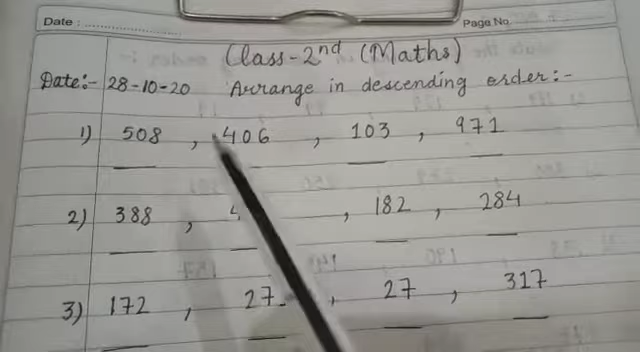 Date : Page No.
Class-2nd (Maths)
Date:- 28-10-20 Arrange in descending order:-
1) 508 , 406 , 103 , 971
2) 388 , , 182 , 284
3) 172 , 27 , 27 , 317